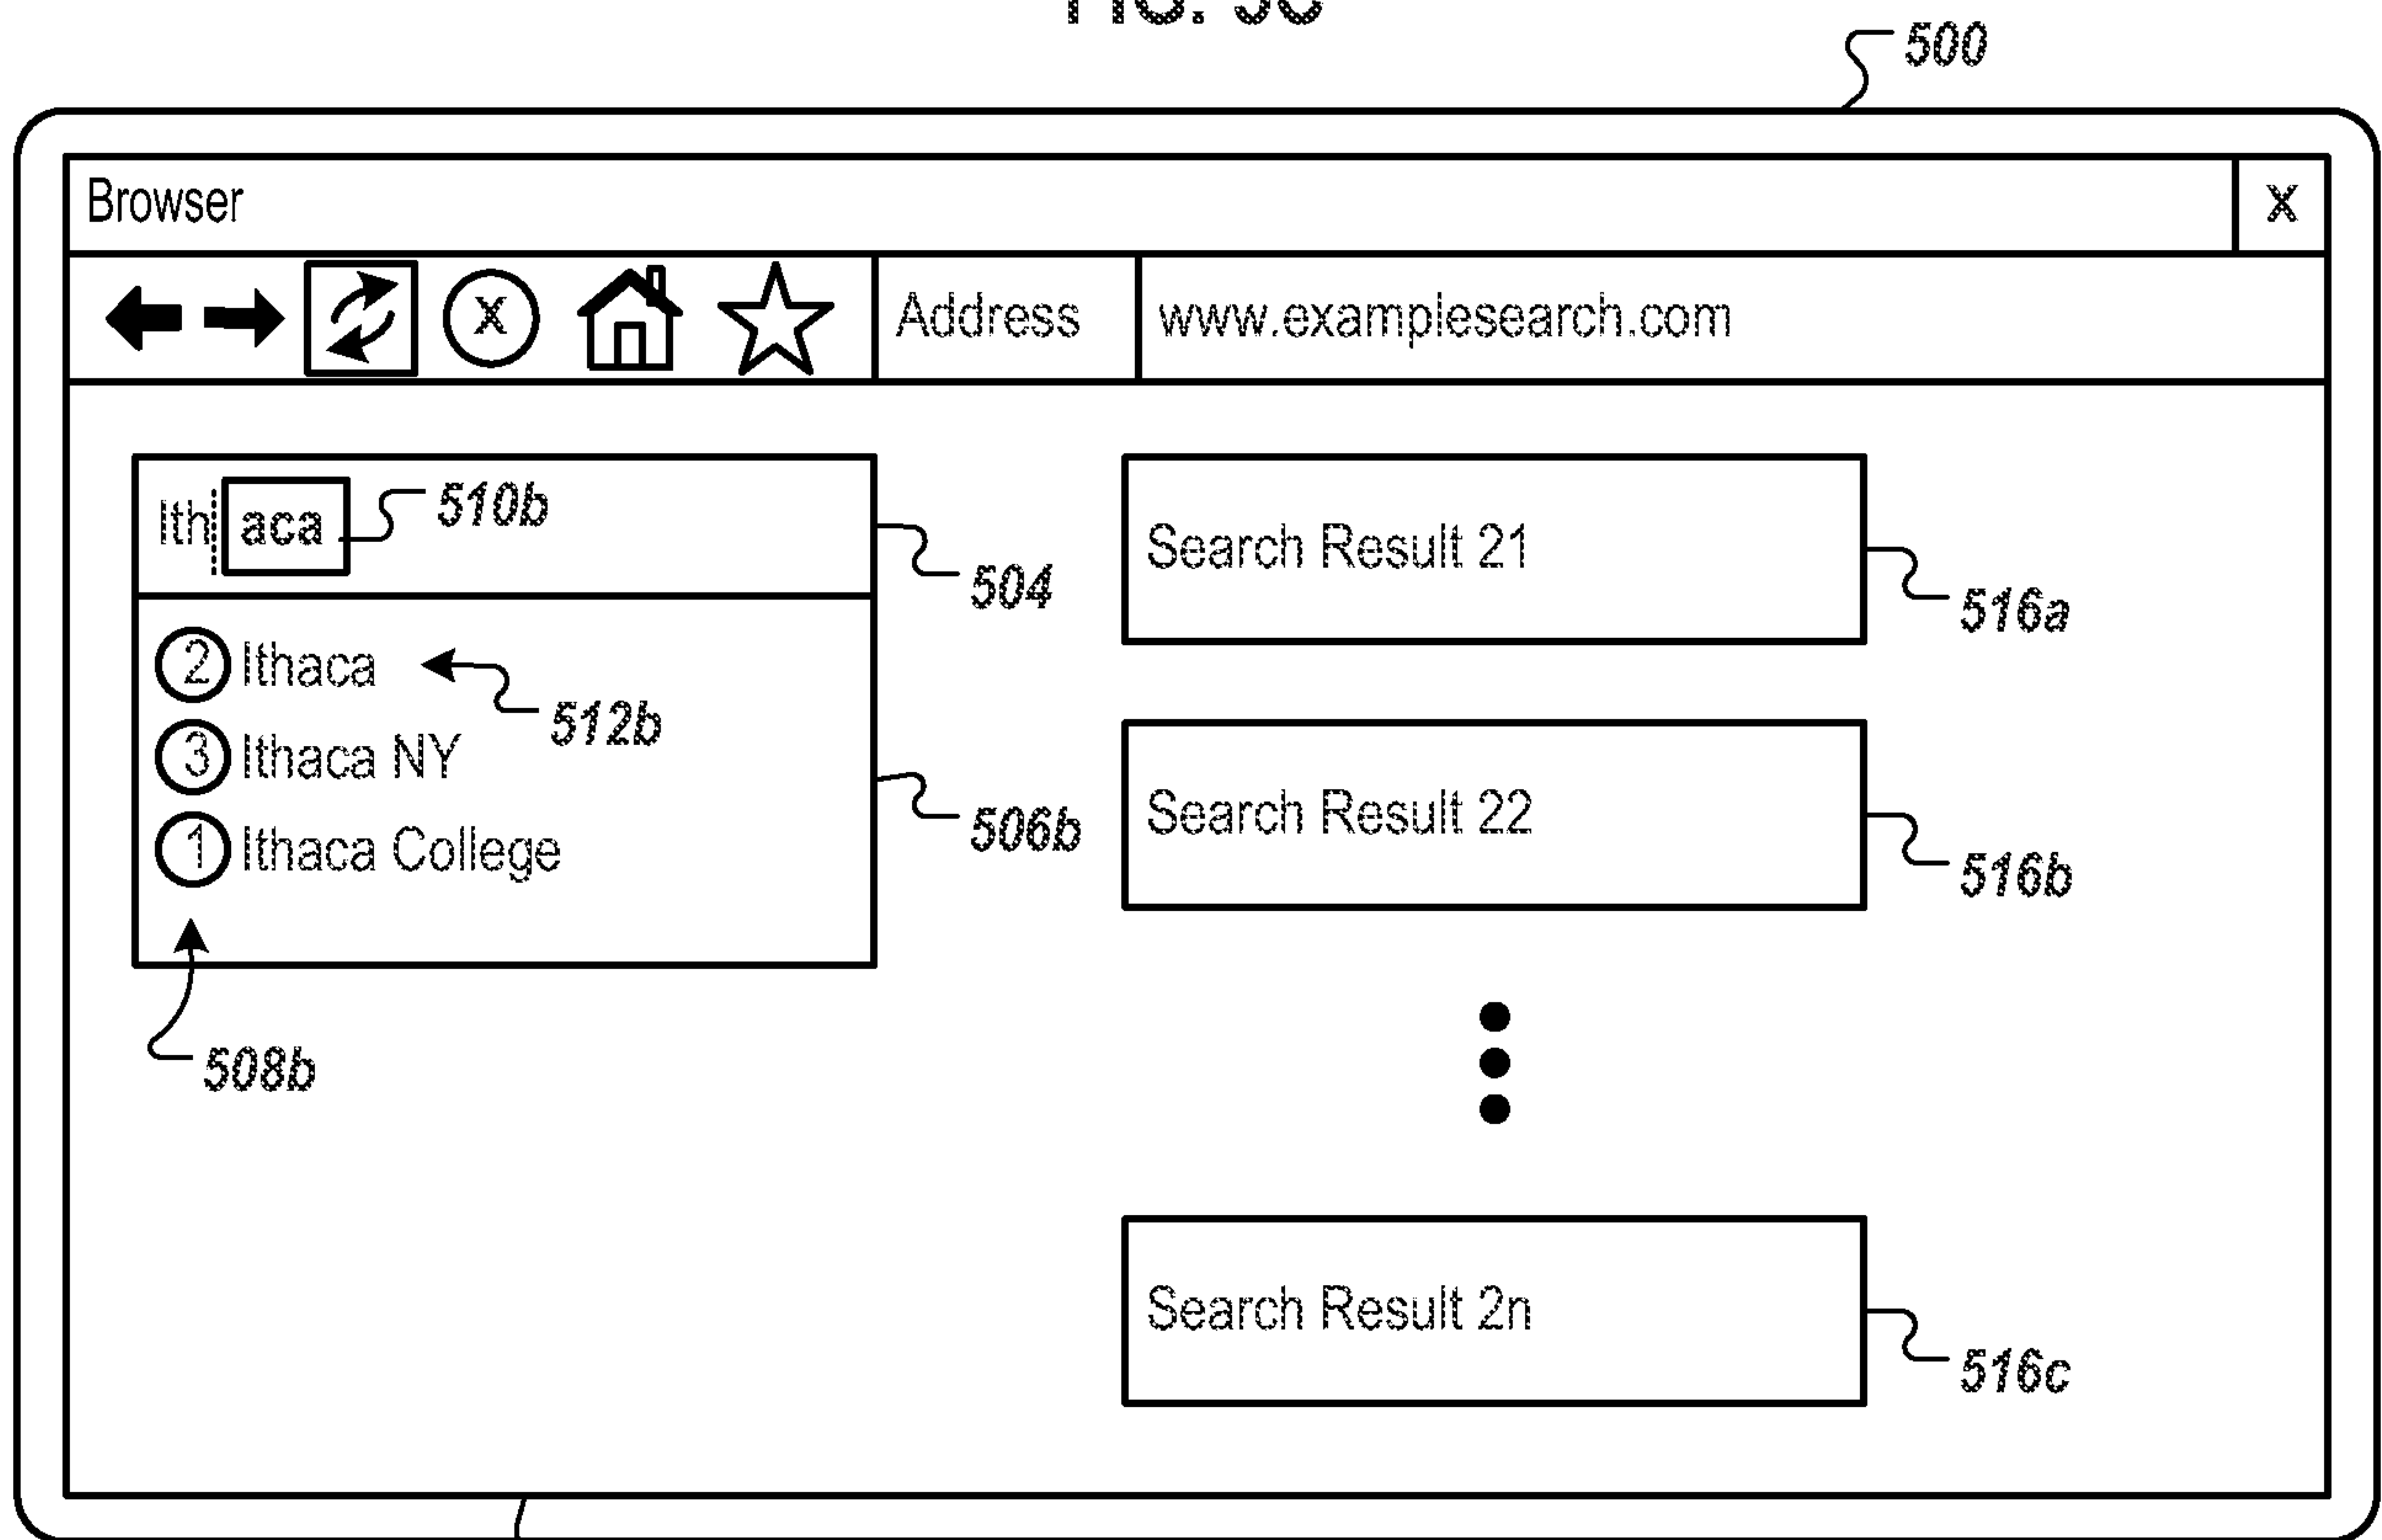 500
Browser X
X Address www.examplesearch.com
Ith aca 510b
504
Search Result 21
516a
2 Ithaca
512b
3 Ithaca NY
506b
1 Ithaca College
508b
Search Result 22
516b
Search Result 2n
516c